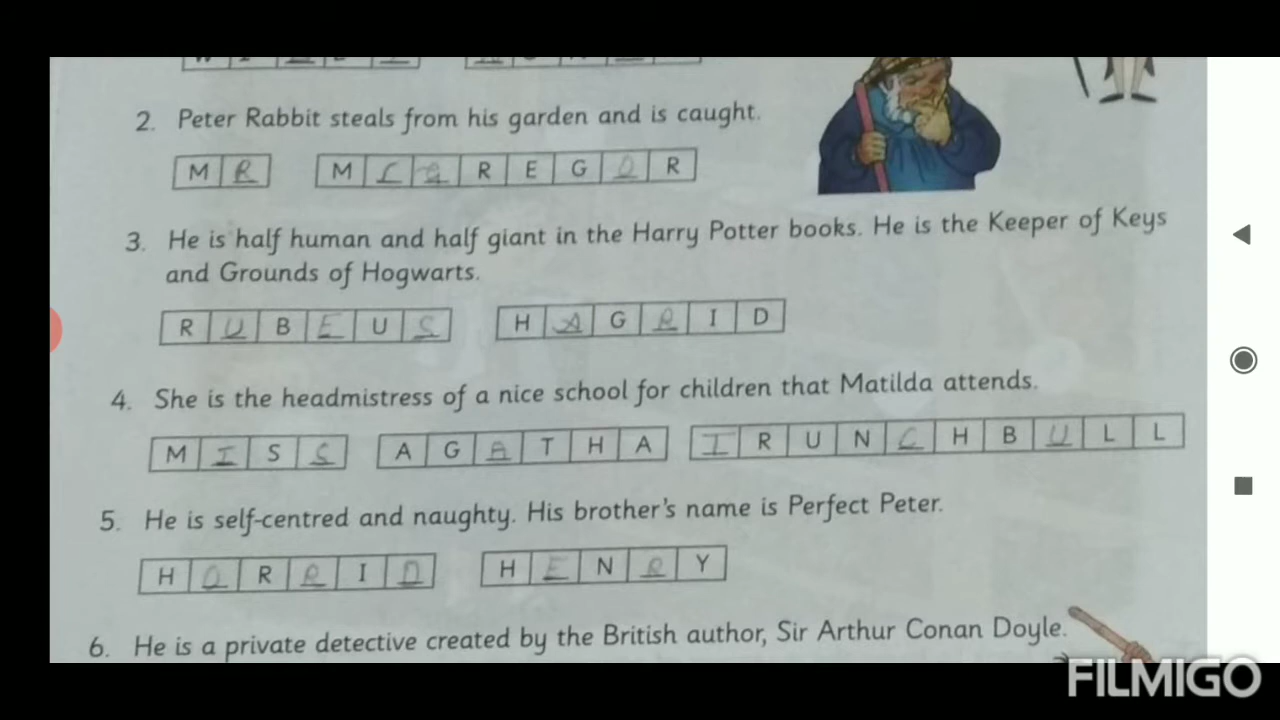 2. Peter Rabbit steals from his garden and is caught.
M R M C G R E G O R
3. He is half human and half giant in the Harry Potter books. He is the Keeper of Keys
and Grounds of Hogwarts.
R U B E U S H A G R I D
4. She is the headmistress of a nice school for children that Matilda attends.
M I S S A G A T H A T R U N C H B U L L
5. He is self-centred and naughty. His brother's name is Perfect Peter.
H O R R I D H E N R Y
6. He is a private detective created by the British author, Sir Arthur Conan Doyle.
FILMIGO